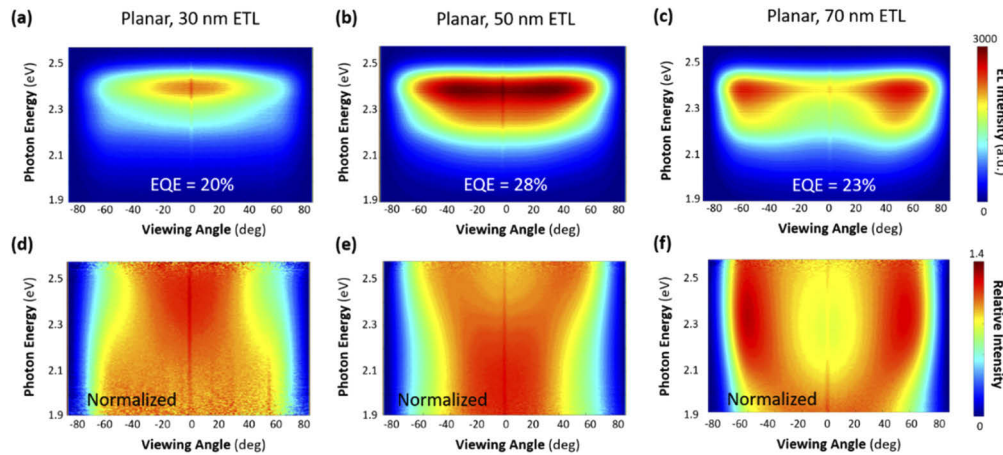 (a) Planar, 30 nm ETL
(b) Planar, 50 nm ETL
(c) Planar, 70 nm ETL
Photon Energy (eV)
2.5
2.3
2.1
1.9
EQE = 20%
-80 -60 -40 -20 0 20 40 60 80
Viewing Angle (deg)
Photon Energy (eV)
2.5
2.3
2.1
1.9
EQE = 28%
-80 -60 -40 -20 0 20 40 60 80
Viewing Angle (deg)
Photon Energy (eV)
2.5
2.3
2.1
1.9
EQE = 23%
-80 -60 -40 -20 0 20 40 60 80
Viewing Angle (deg)
3000
0
EL Intensity (a.u.)
(d)
Photon Energy (eV)
2.5
2.3
2.1
1.9
Normalized
-80 -60 -40 -20 0 20 40 60 80
Viewing Angle (deg)
(e)
Photon Energy (eV)
2.5
2.3
2.1
1.9
Normalized
-80 -60 -40 -20 0 20 40 60 80
Viewing Angle (deg)
(f)
Photon Energy (eV)
2.5
2.3
2.1
1.9
Normalized
-80 -60 -40 -20 0 20 40 60 80
Viewing Angle (deg)
1.4
0
Relative Intensity